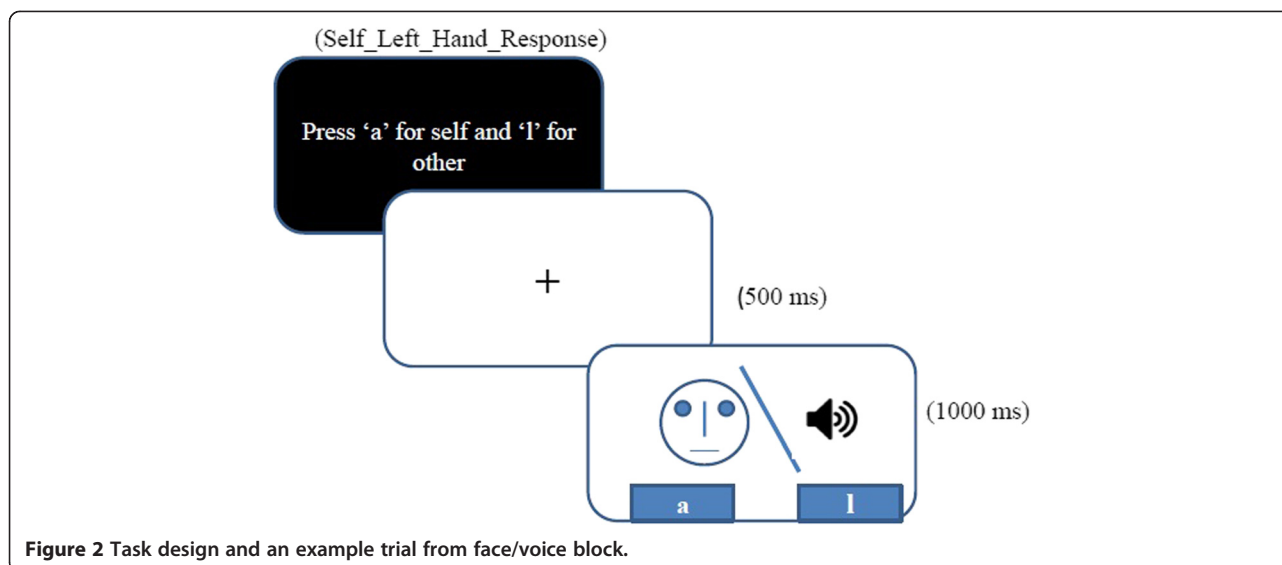 (Self_Left_Hand_Response)
Press ‘a’ for self and ‘l’ for
other
+
(500 ms)
(1000 ms)
a
l
Figure 2 Task design and an example trial from face/voice block.